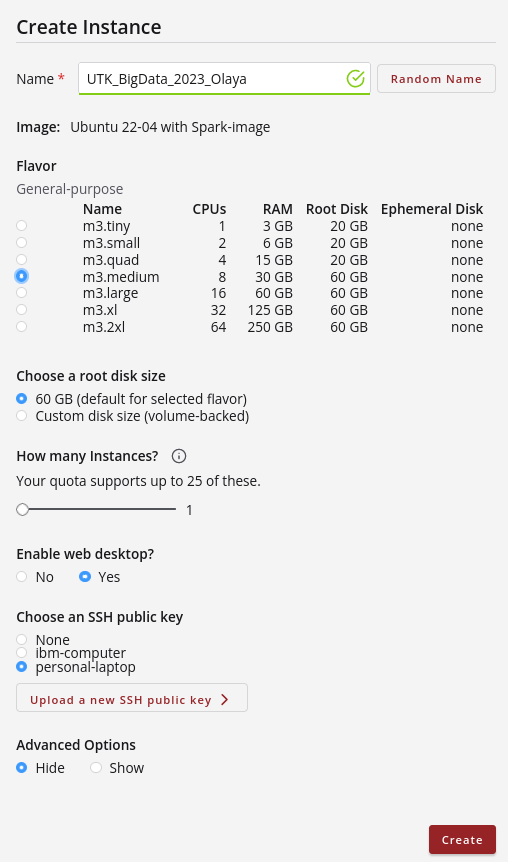 Create Instance
Name * UTK_BigData_2023_Olaya Random Name
Image: Ubuntu 22-04 with Spark-image
Flavor
General-purpose
Name CPUs RAM Root Disk Ephemeral Disk
m3.tiny 1 3 GB 20 GB none
m3.small 2 6 GB 20 GB none
m3.quad 4 15 GB 20 GB none
m3.medium 8 30 GB 60 GB none
m3.large 16 60 GB 60 GB none
m3.xl 32 125 GB 60 GB none
m3.2xl 64 250 GB 60 GB none
Choose a root disk size
60 GB (default for selected flavor)
Custom disk size (volume-backed)
How many Instances?
Your quota supports up to 25 of these.
1
Enable web desktop?
No Yes
Choose an SSH public key
None
ibm-computer
personal-laptop
Upload a new SSH public key
Advanced Options
Hide Show
Create